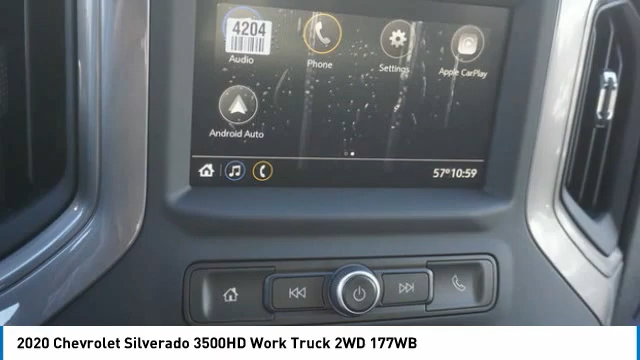 4204
Audio
Phone
Settings
Apple CarPlay
Android Auto
57° 10:59
2020 Chevrolet Silverado 3500HD Work Truck 2WD 177WB